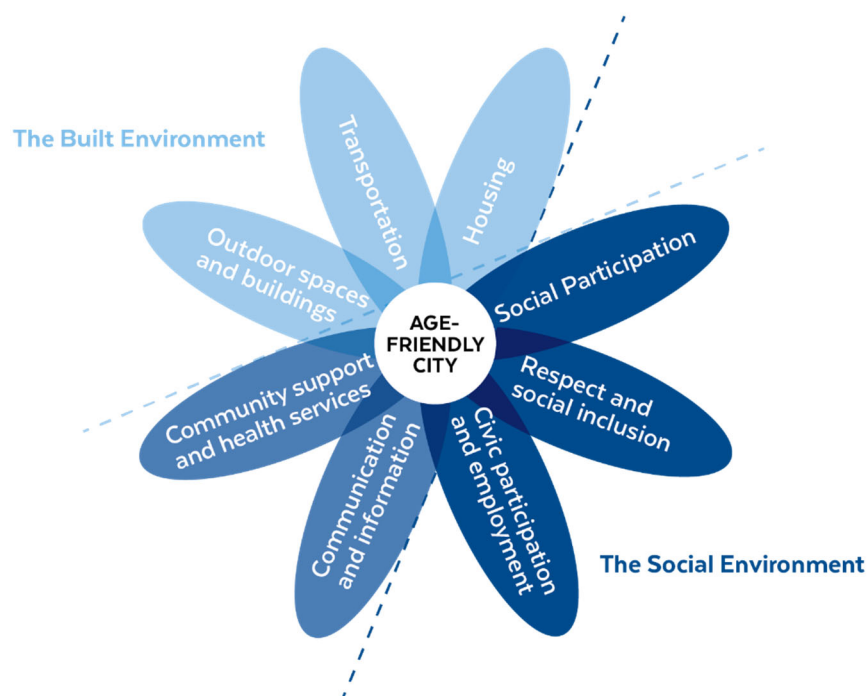 The Built Environment
Transportation
Housing
Outdoor spaces
and buildings
Social Participation
AGE-
FRIENDLY
CITY
Community support
and health services
Respect and
social inclusion
Communication
and information
Civic participation
and employment
The Social Environment